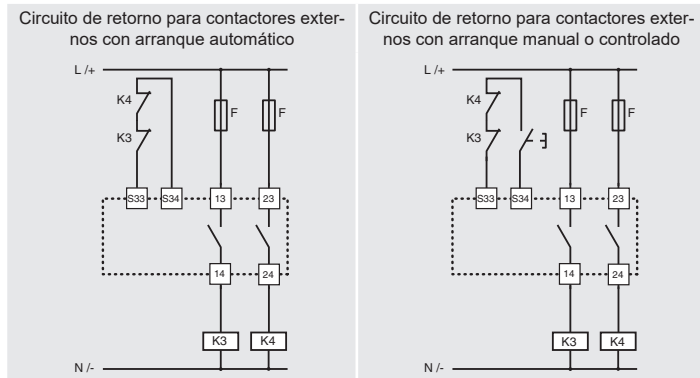 Circuito de retorno para contactores exter-
nos con arranque automático
L /+
K4
F
F
K3
S33
S34
13
23
14
24
K3
K4
N /-
Circuito de retorno para contactores exter-
nos con arranque manual o controlado
L /+
K4
F
F
K3
S33
S34
13
23
14
24
K3
K4
N /-